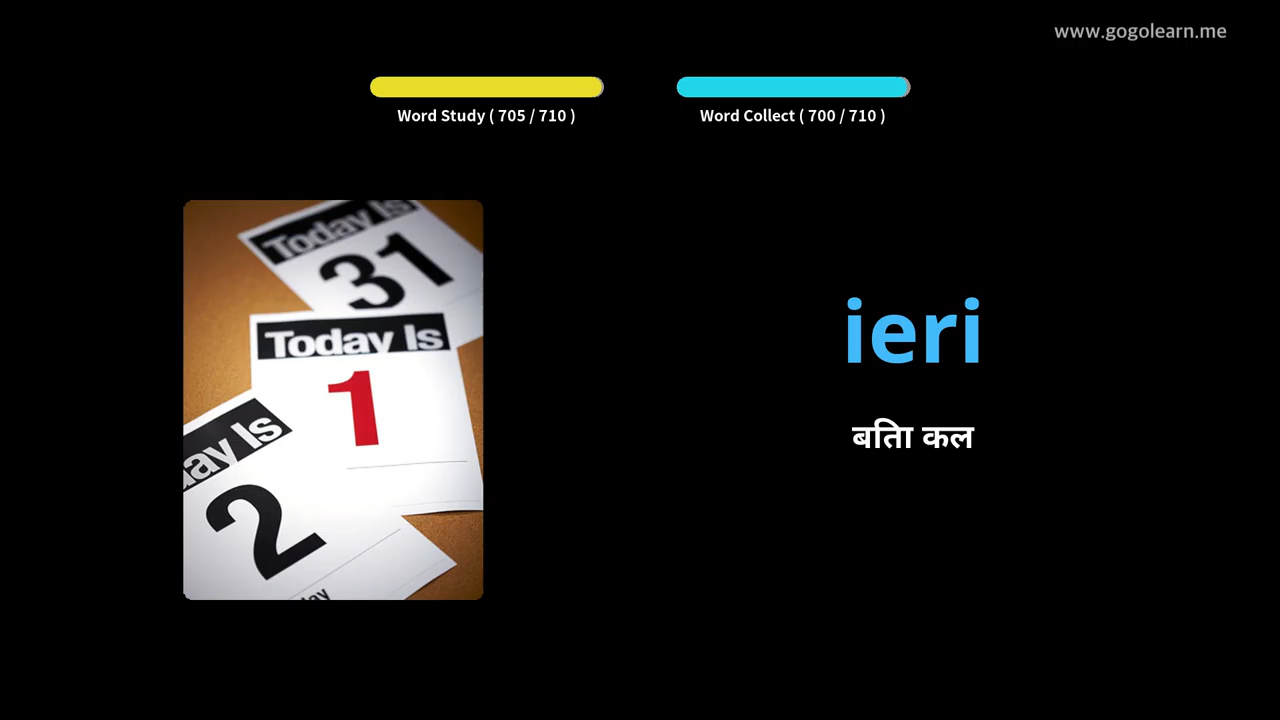 www.gogolearn.me
Word Study ( 705 / 710 )
Word Collect ( 700 / 710 )
Today Is
31
Today Is
1
ay Is
2
ay
ieri
बिता कल